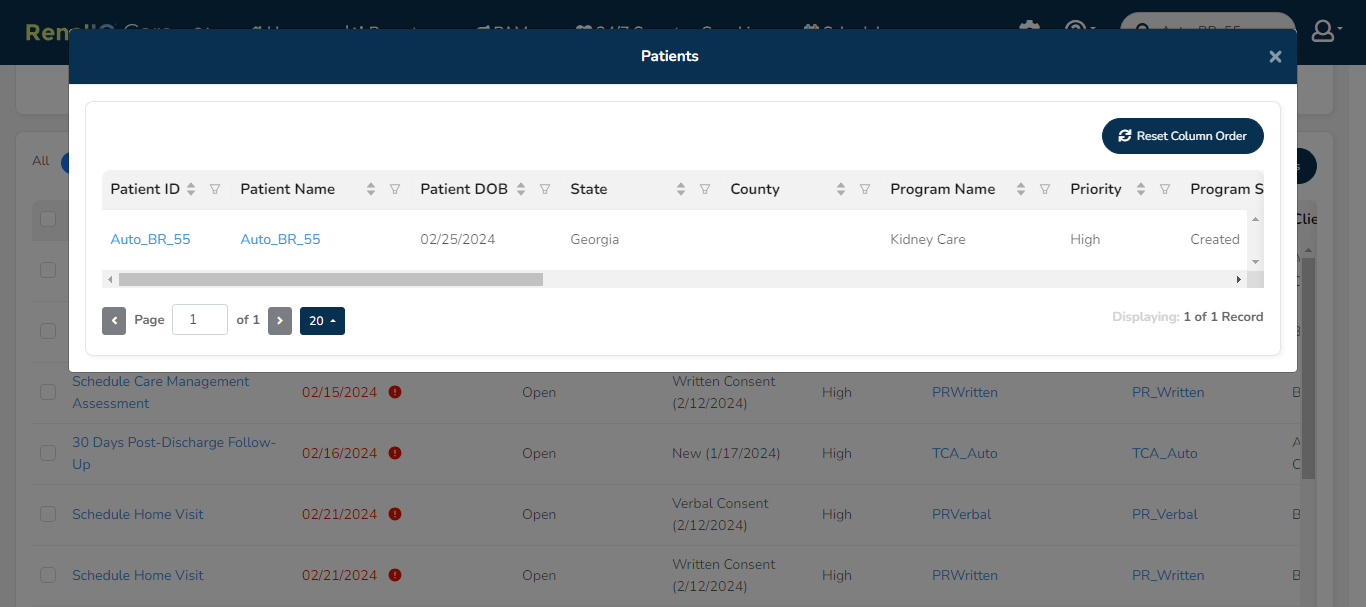 Patients
All
Reset Column Order
Patient ID Patient Name Patient DOB State County Program Name Priority Program S
Auto_BR_55 Auto_BR_55 02/25/2024 Georgia Kidney Care High Created
Page 1 of 1 20
Displaying: 1 of 1 Record
Schedule Care Management Assessment 02/15/2024 Open Written Consent (2/12/2024) High PRWritten PR_Written
30 Days Post-Discharge Follow-Up 02/16/2024 Open New (1/17/2024) High TCA_Auto TCA_Auto
Schedule Home Visit 02/21/2024 Open Verbal Consent (2/12/2024) High PRVerbal PR_Verbal
Schedule Home Visit 02/21/2024 Open Written Consent (2/12/2024) High PRWritten PR_Written